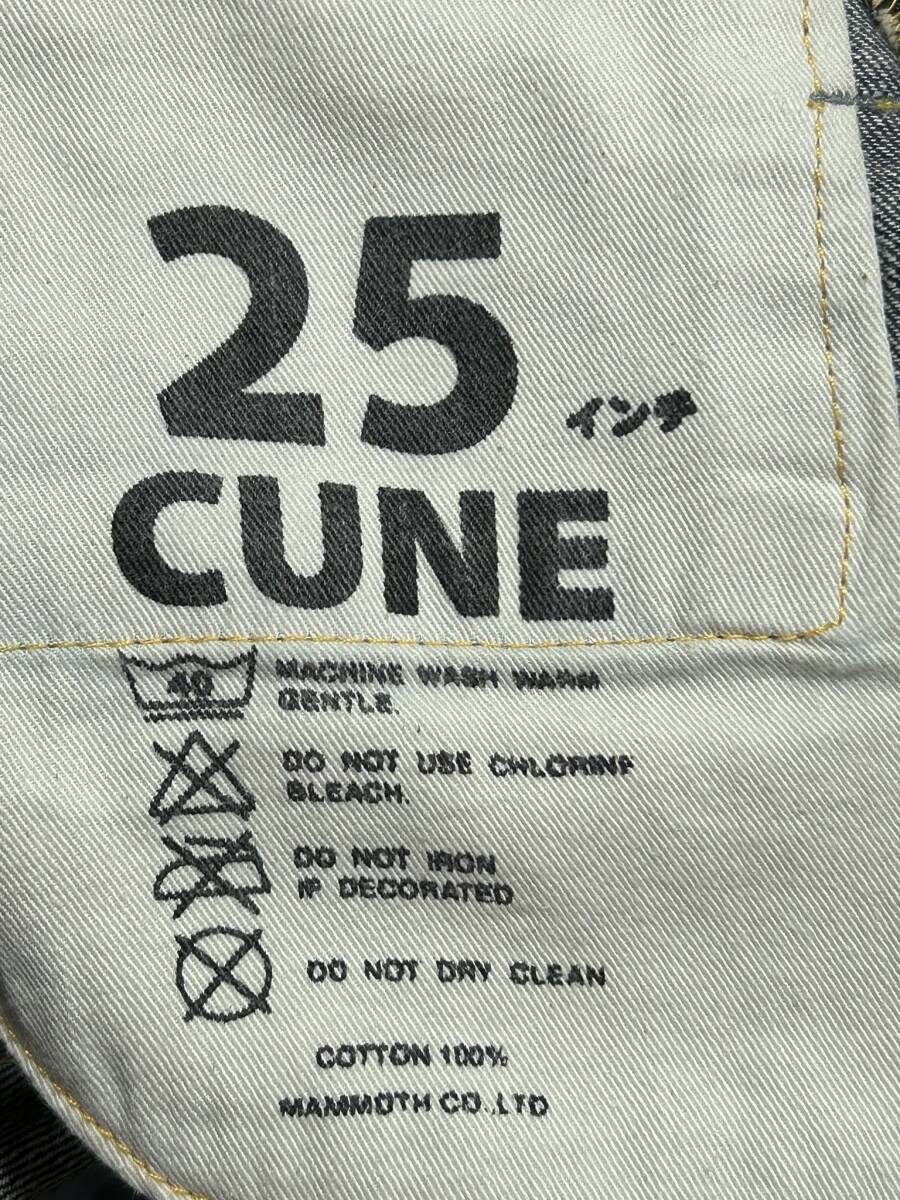 25 インチ
CUNE
40 MACHINE WASH WARM
GENTLE.
DO NOT USE CHLORINE
BLEACH.
DO NOT IRON
IF DECORATED
DO NOT DRY CLEAN
COTTON 100%
MAMMOTH CO.,LTD